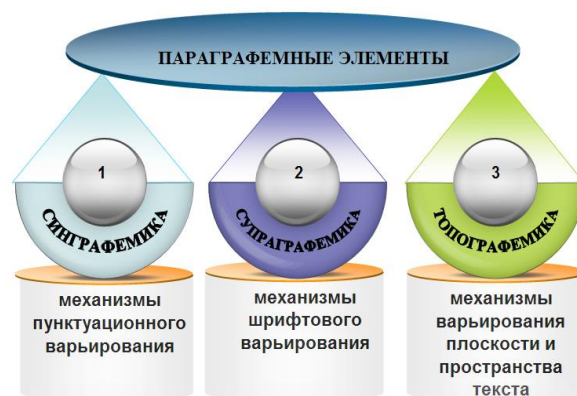 ПАРАГРАФЕМНЫЕ ЭЛЕМЕНТЫ
1
СИНГРАФЕМИКА
механизмы
пунктуационного
варьирования
2
СУПРАГРАФЕМИКА
механизмы
шрифтового
варьирования
3
ТОПОГРАФЕМИКА
механизмы
варьирования
плоскости и
пространства
текста